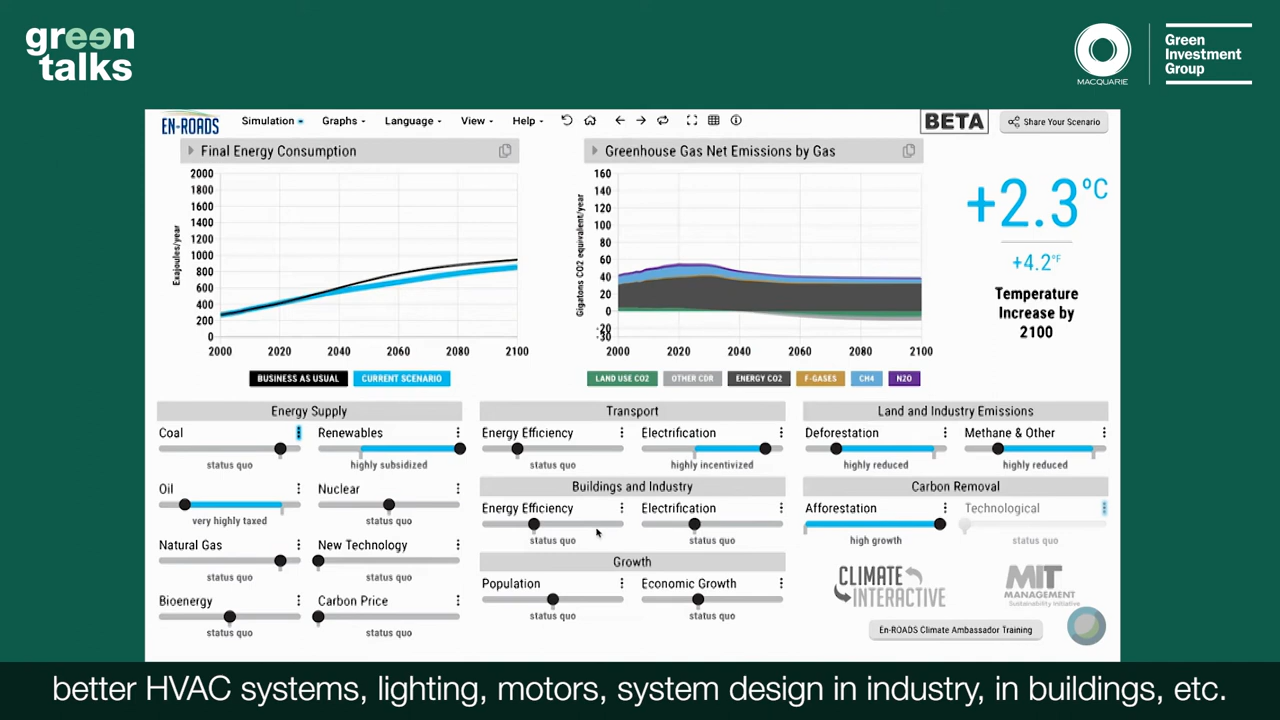 green
talks
MACQUARIE
Green
Investment
Group
EN-ROADS
Simulation
Graphs
Language
View
Help
BETA
Share Your Scenario
Final Energy Consumption
Exajoules/year
2000
1800
1600
1400
1200
1000
800
600
400
200
0
2000 2020 2040 2060 2080 2100
BUSINESS AS USUAL
CURRENT SCENARIO
Greenhouse Gas Net Emissions by Gas
Gigatons CO2 equivalent/year
160
140
120
100
80
60
40
20
0
-20
-30
2000 2020 2040 2060 2080 2100
LAND USE CO2
OTHER CDR
ENERGY CO2
F-GASES
CH4
N2O
+2.3°C
+4.2°F
Temperature
Increase by
2100
Energy Supply
Coal
status quo
Renewables
highly subsidized
Oil
very highly taxed
Nuclear
status quo
Natural Gas
status quo
New Technology
status quo
Bioenergy
status quo
Carbon Price
status quo
Transport
Energy Efficiency
status quo
Electrification
highly incentivized
Buildings and Industry
Energy Efficiency
status quo
Electrification
status quo
Growth
Population
status quo
Economic Growth
status quo
Land and Industry Emissions
Deforestation
highly reduced
Methane & Other
highly reduced
Carbon Removal
Afforestation
high growth
Technological
status quo
CLIMATE
INTERACTIVE
MIT
MANAGEMENT
Sustainability Initiative
En-ROADS Climate Ambassador Training
better HVAC systems, lighting, motors, system design in industry, in buildings, etc.